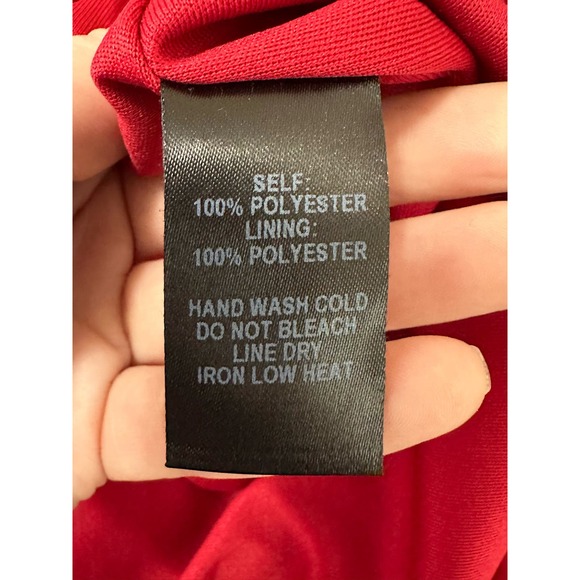 SELF:
100% POLYESTER
LINING:
100% POLYESTER
HAND WASH COLD
DO NOT BLEACH
LINE DRY
IRON LOW HEAT